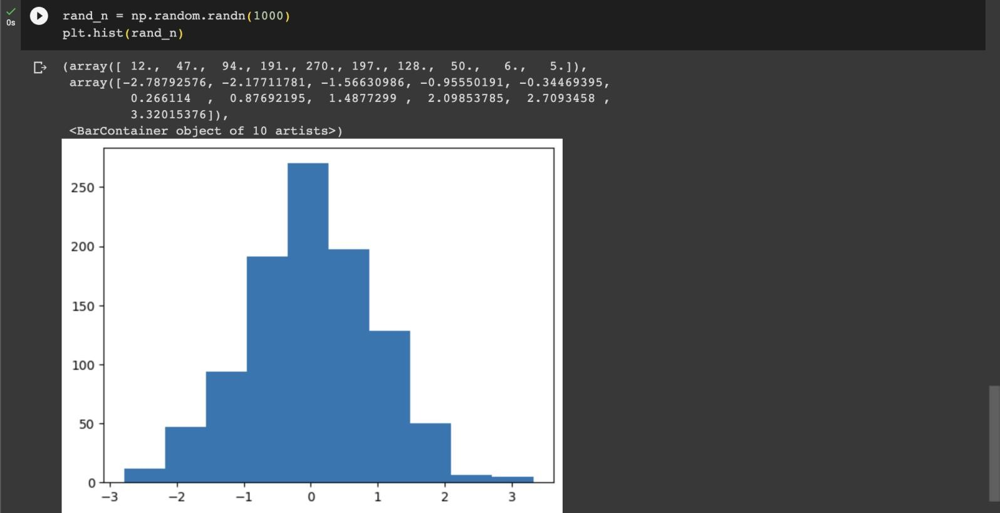 0s
rand_n = np.random.randn(1000)
plt.hist(rand_n)
(array([ 12.,  47.,  94., 191., 270., 197., 128.,  50.,   6.,   5.]),
 array([-2.78792576, -2.17711781, -1.56630986, -0.95550191, -0.34469395,
         0.266114  ,  0.87692195,  1.4877299 ,  2.09853785,  2.7093458 ,
         3.32015376]),
 <BarContainer object of 10 artists>)
250
200
150
100
50
0
−3 −2 −1 0 1 2 3